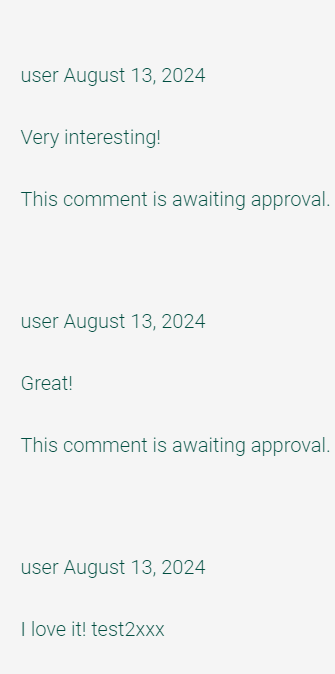 user August 13, 2024
Very interesting!
This comment is awaiting approval.
user August 13, 2024
Great!
This comment is awaiting approval.
user August 13, 2024
I love it! test2xxx